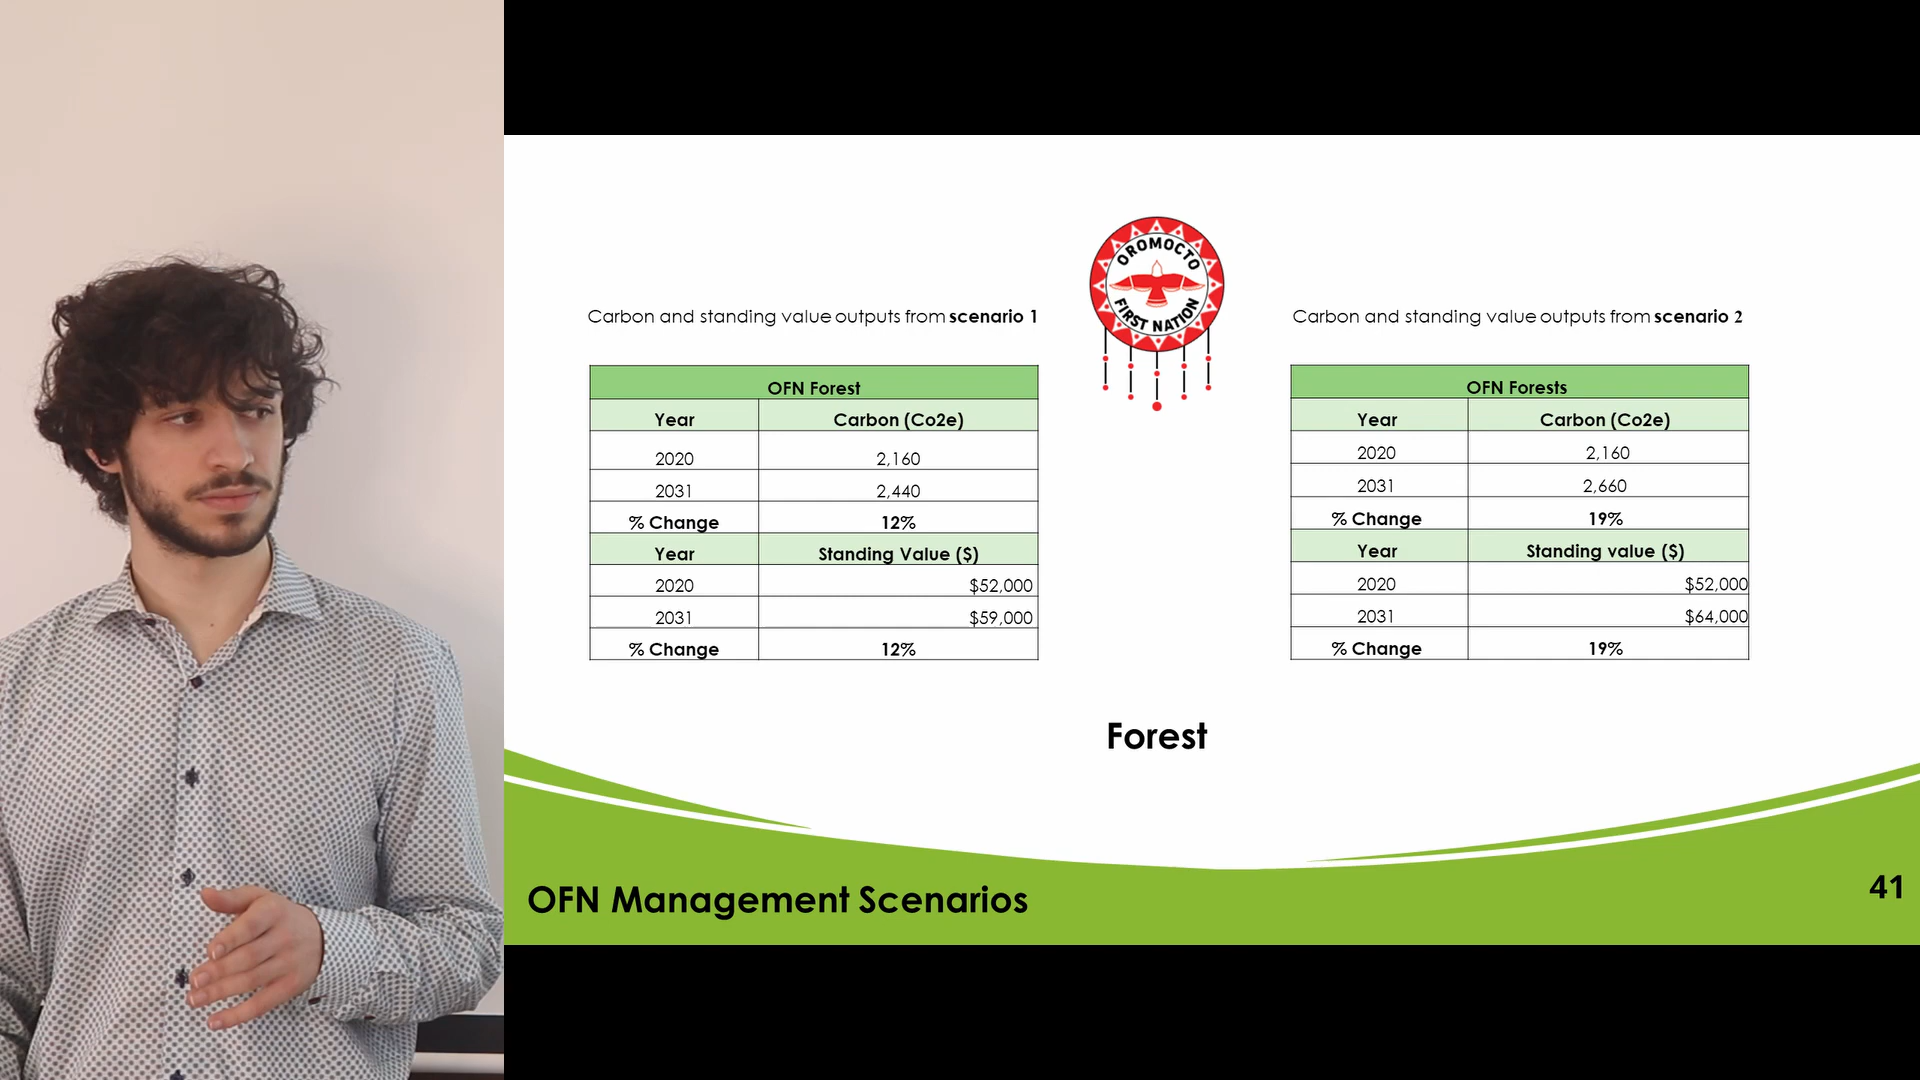 OROMOCTO
FIRST NATION
Carbon and standing value outputs from scenario 1
OFN Forest
Year Carbon (Co2e)
2020 2,160
2031 2,440
% Change 12%
Year Standing Value ($)
2020 $52,000
2031 $59,000
% Change 12%
Carbon and standing value outputs from scenario 2
OFN Forests
Year Carbon (Co2e)
2020 2,160
2031 2,660
% Change 19%
Year Standing value ($)
2020 $52,000
2031 $64,000
% Change 19%
Forest
OFN Management Scenarios
41